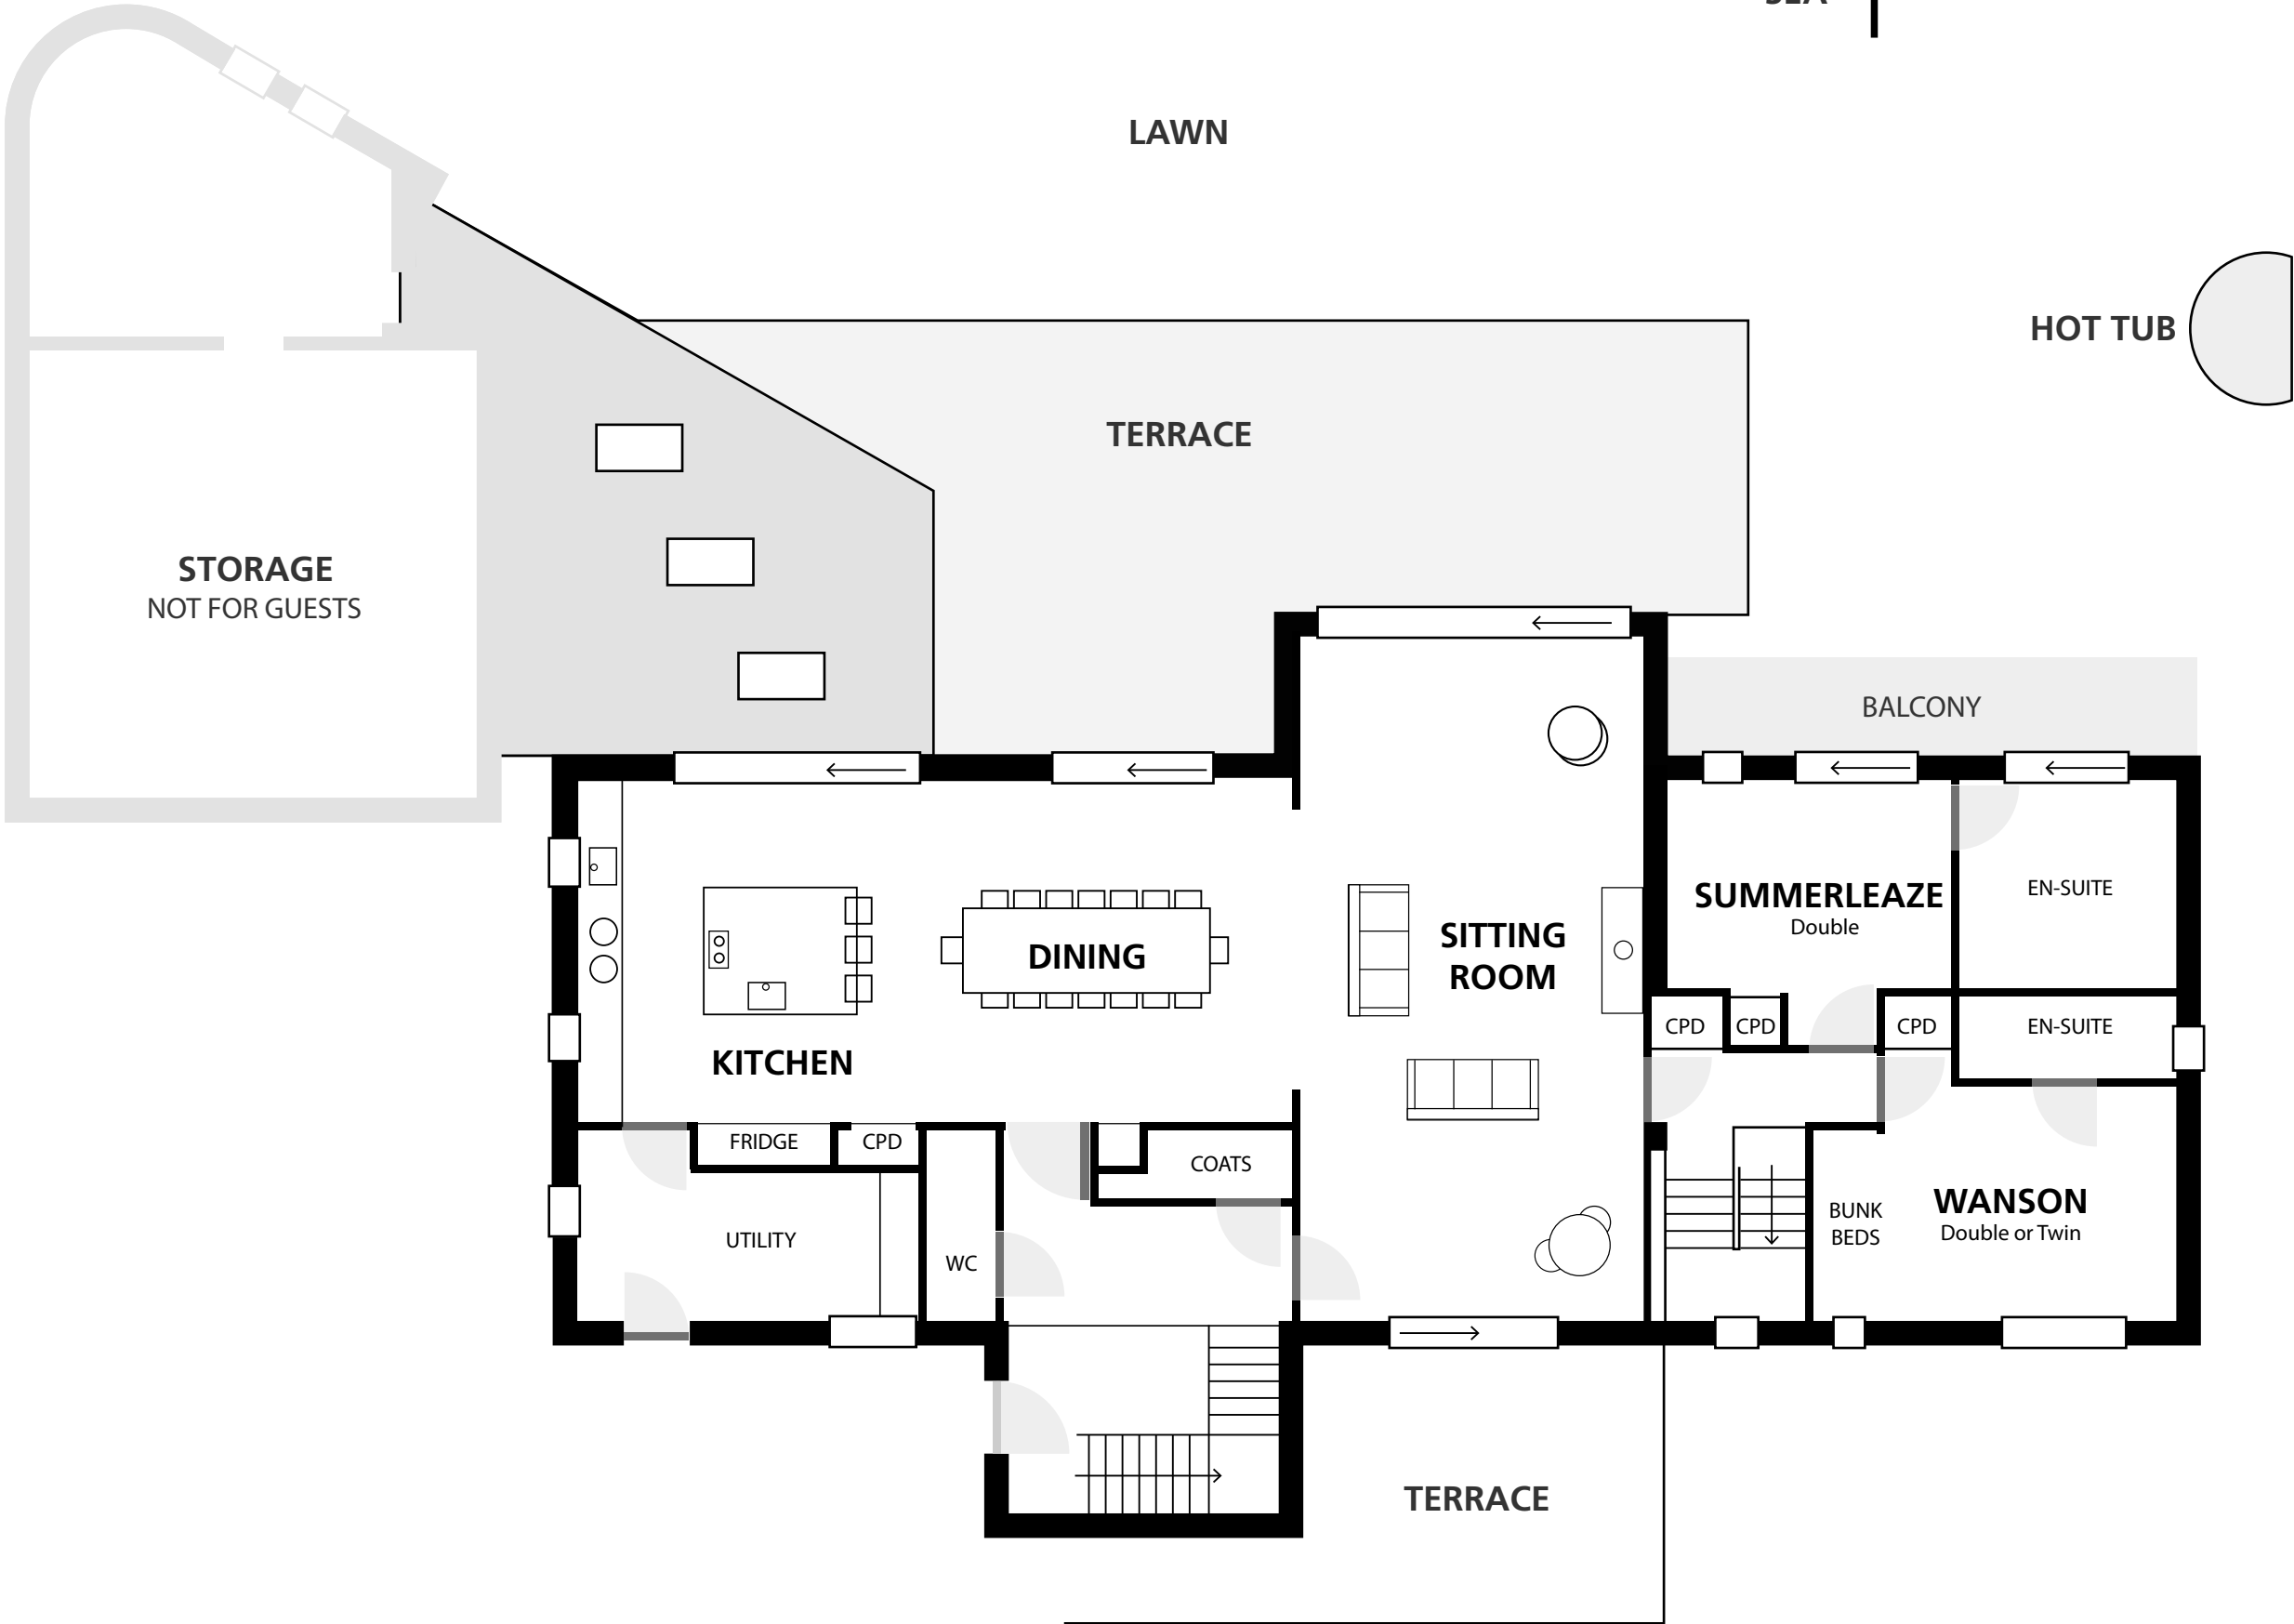 LAWN
HOT TUB
TERRACE
STORAGE
NOT FOR GUESTS
BALCONY
SUMMERLEAZE
Double
EN-SUITE
SITTING
ROOM
DINING
KITCHEN
CPD
CPD
CPD
EN-SUITE
FRIDGE
CPD
COATS
UTILITY
WC
BUNK
BEDS
WANSON
Double or Twin
TERRACE